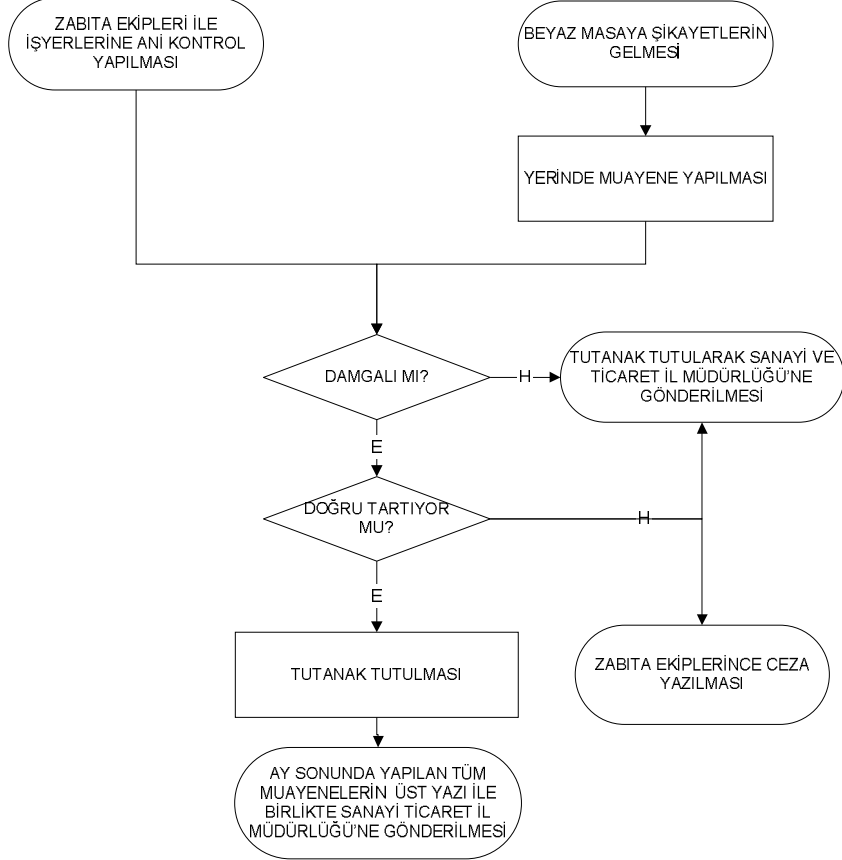 ZABITA EKİPLERİ İLE
İŞYERLERİNE ANİ KONTROL
YAPILMASI
BEYAZ MASAYA ŞİKAYETLERİN
GELMESİ
YERİNDE MUAYENE YAPILMASI
DAMGALI MI?
H
TUTANAK TUTULARAK SANAYİ VE
TİCARET İL MÜDÜRLÜĞÜ'NE
GÖNDERİLMESİ
E
DOĞRU TARTIYOR
MU?
H
E
TUTANAK TUTULMASI
ZABITA EKİPLERİNCE CEZA
YAZILMASI
AY SONUNDA YAPILAN TÜM
MUAYENELERİN ÜST YAZI İLE
BİRLİKTE SANAYİ TİCARET İL
MÜDÜRLÜĞÜ'NE GÖNDERİLMESİ